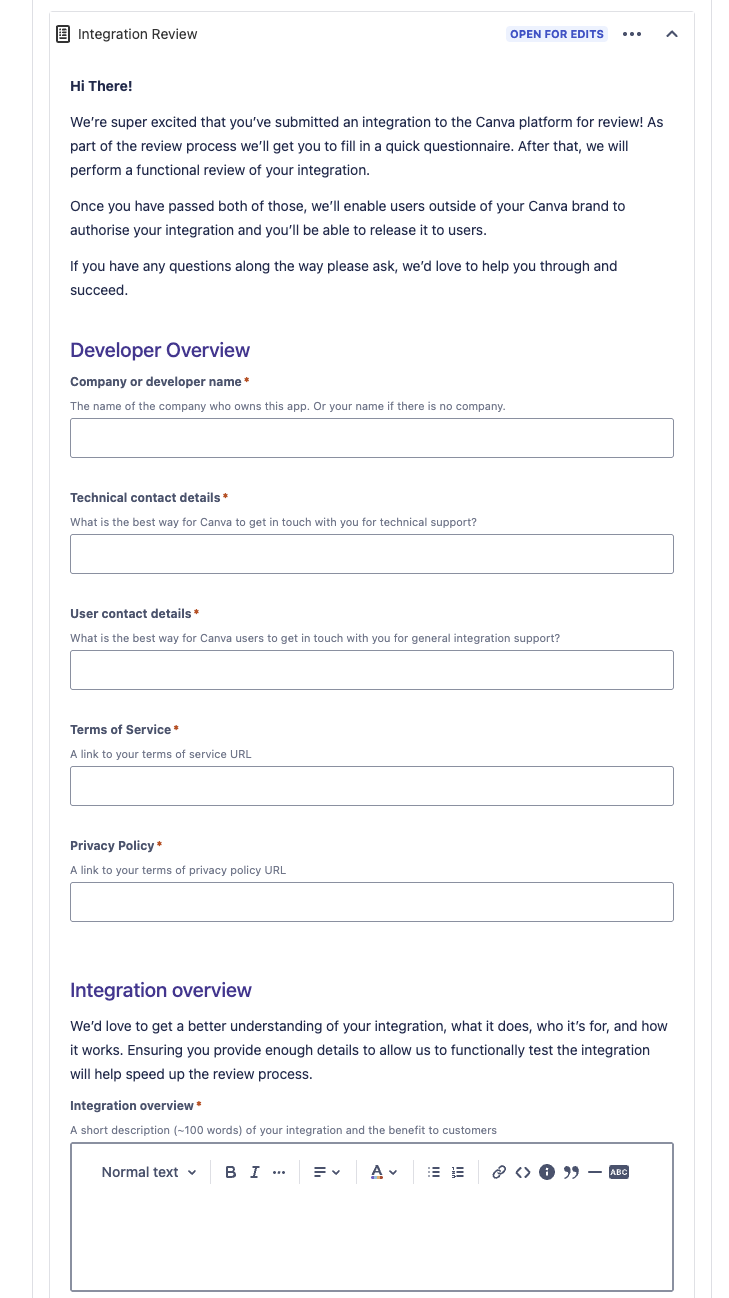 Integration Review
OPEN FOR EDITS
Hi There!
We’re super excited that you’ve submitted an integration to the Canva platform for review! As
part of the review process we’ll get you to fill in a quick questionnaire. After that, we will
perform a functional review of your integration.
Once you have passed both of those, we’ll enable users outside of your Canva brand to
authorise your integration and you’ll be able to release it to users.
If you have any questions along the way please ask, we’d love to help you through and
succeed.
Developer Overview
Company or developer name*
The name of the company who owns this app. Or your name if there is no company.
Technical contact details*
What is the best way for Canva to get in touch with you for technical support?
User contact details*
What is the best way for Canva users to get in touch with you for general integration support?
Terms of Service*
A link to your terms of service URL
Privacy Policy*
A link to your terms of privacy policy URL
Integration overview
We’d love to get a better understanding of your integration, what it does, who it’s for, and how
it works. Ensuring you provide enough details to allow us to functionally test the integration
will help speed up the review process.
Integration overview*
A short description (~100 words) of your integration and the benefit to customers
Normal text B I A ABC